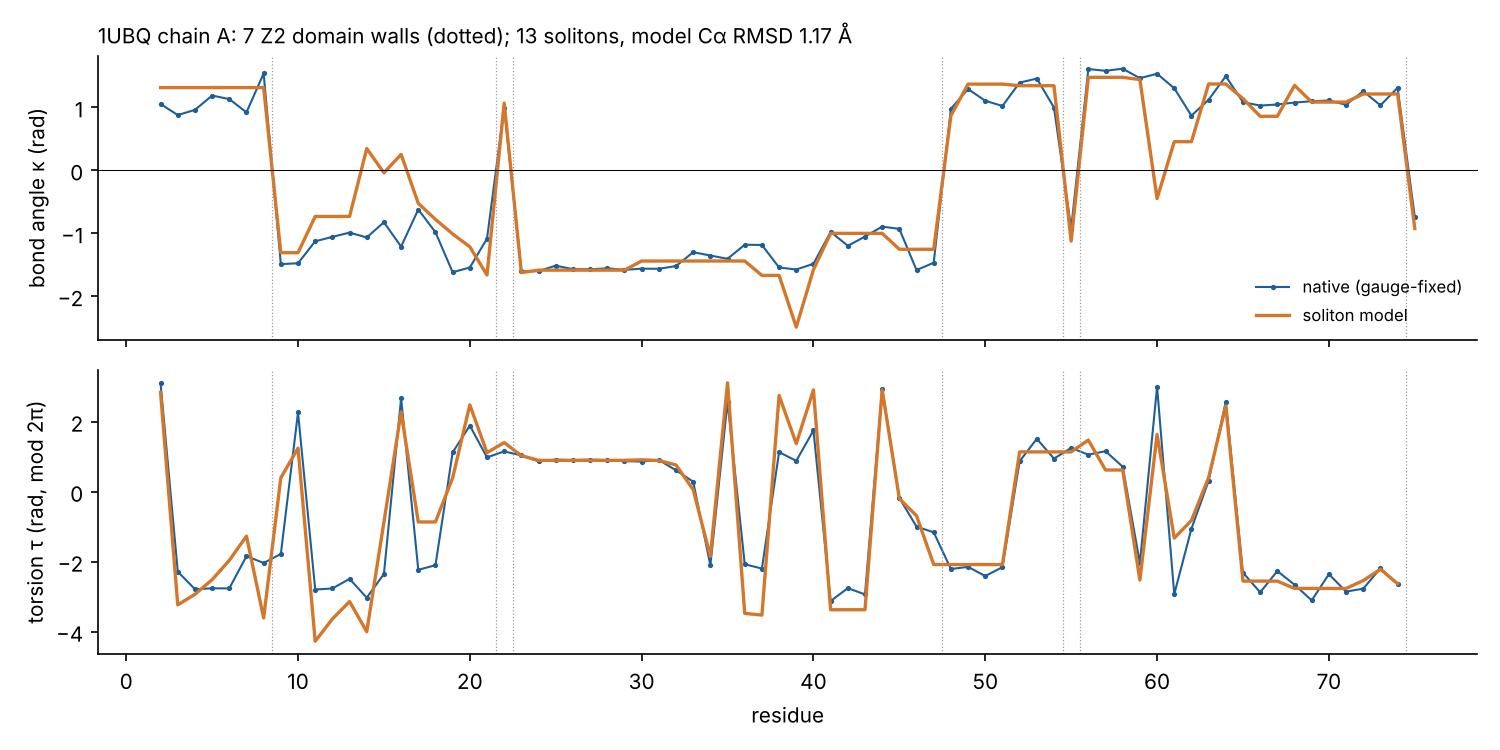 1UBQ chain A: 7 Z2 domain walls (dotted); 13 solitons, model Cα RMSD 1.17 Å
bond angle κ (rad)
1
0
−1
−2
native (gauge-fixed)
soliton model
torsion τ (rad, mod 2π)
2
0
−2
−4
0 10 20 30 40 50 60 70
residue